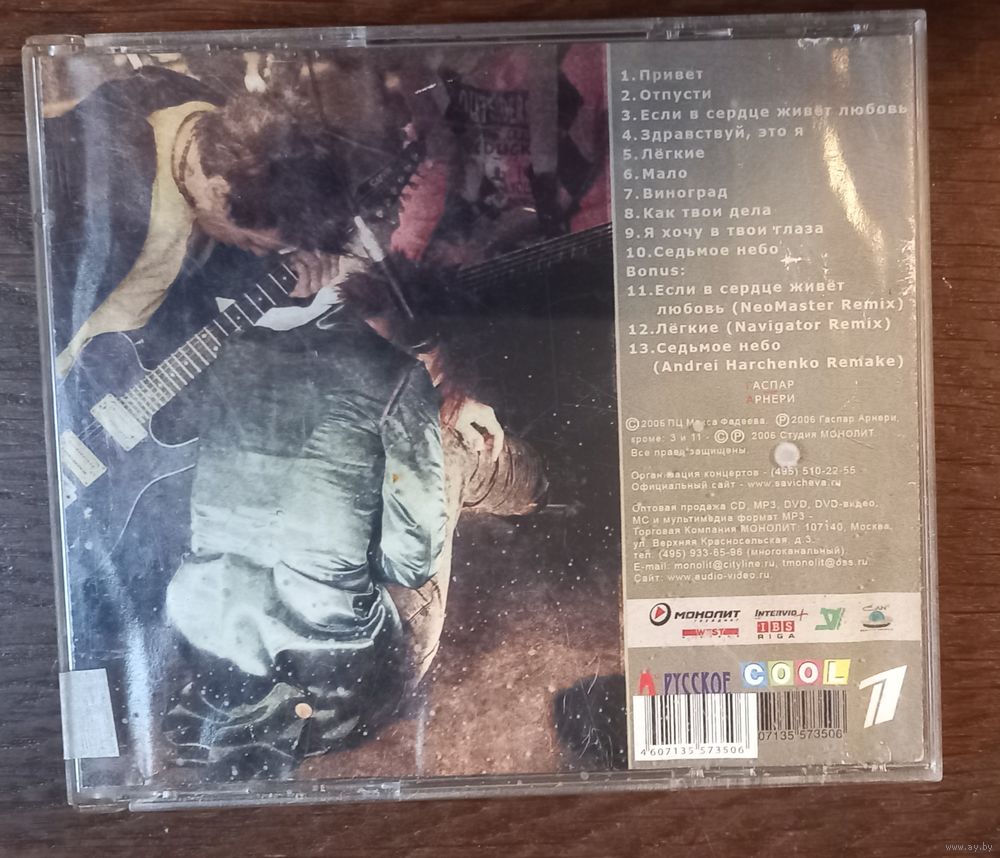 1.Привет
2.Отпусти
3.Если в сердце живёт любовь
4.Здравствуй, это я
5.Лёгкие
6.Мало
7.Виноград
8.Как твои дела
9.Я хочу в твои глаза
10.Седьмое небо
Bonus:
11.Если в сердце живёт
любовь (NeoMaster Remix)
12.Лёгкие (Navigator Remix)
13.Седьмое небо
(Andrei Harchenko Remake)
ГАСПАР
АРНЕРИ
©2006 ПЦ Макса Фадеева. ℗2006 Гаспар Арнери,
кроме: 3 и 11 - ©℗ 2006 Студия МОНОЛИТ.
Все права защищены.
Организация концертов - (495) 510-22-55
Официальный сайт - www.savicheva.ru
Оптовая продажа CD, MP3, DVD, DVD-видео,
МС и мультимедиа формат MP3 -
Торговая Компания МОНОЛИТ: 107140, Москва,
ул. Верхняя Красносельская, д.3.
тел. (495) 933-65-96 (многоканальный)
E-mail: monolit@cityline.ru, tmonolit@dss.ru
Сайт: www.audio-video.ru
МОНОЛИТ INTERVID+
IBS
RIGA
РУССКОЕ COOL
4 607135 573506
07135 573506
www.ay.by